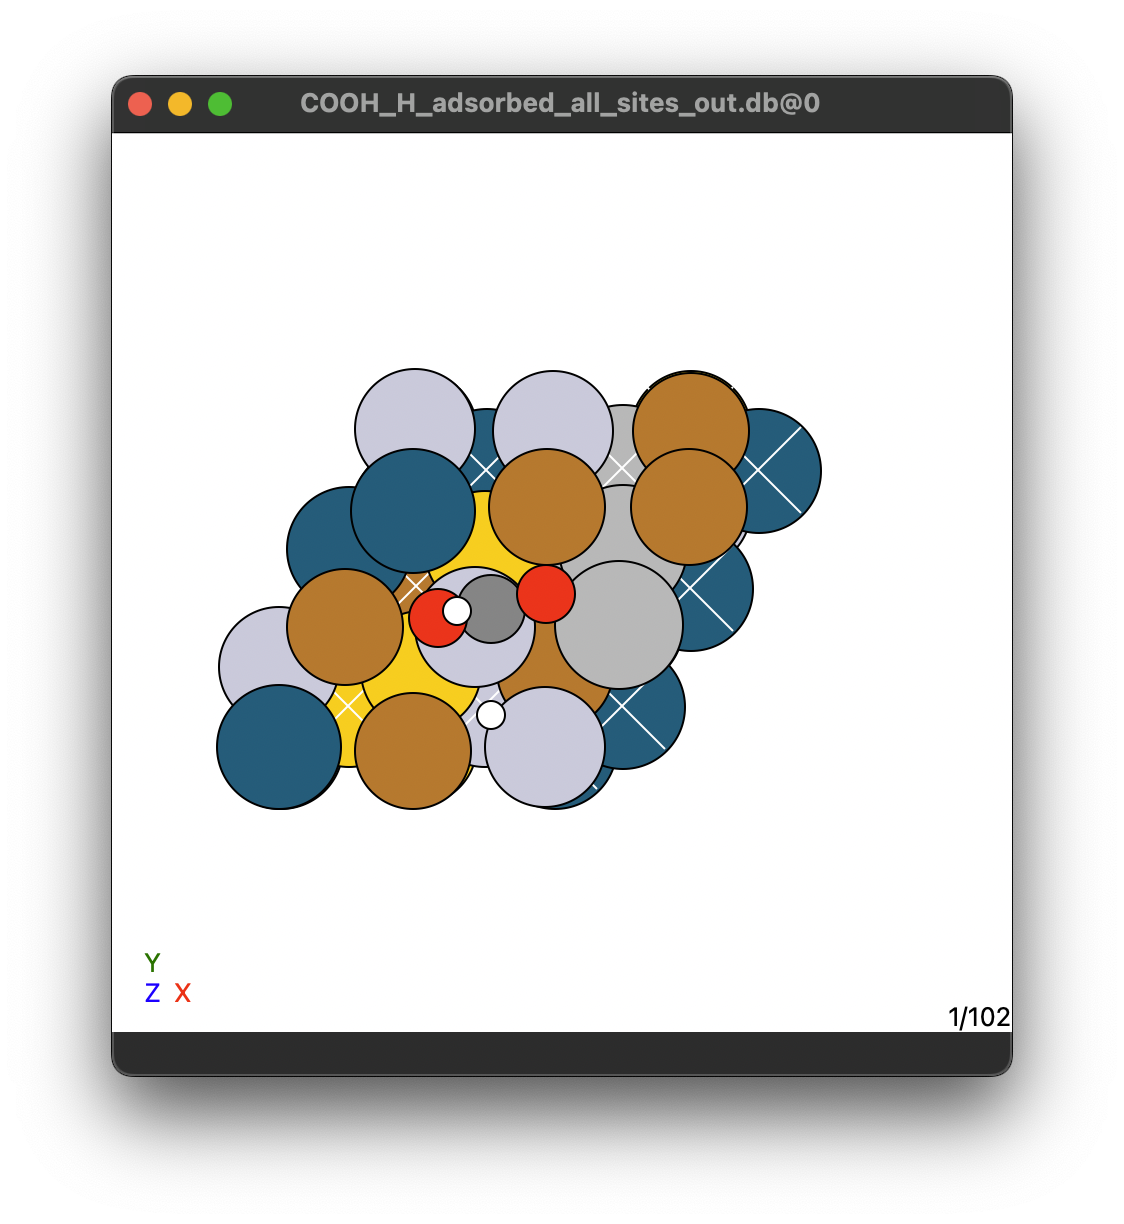 COOH_H_adsorbed_all_sites_out.db@0
Y
Z X
1/102